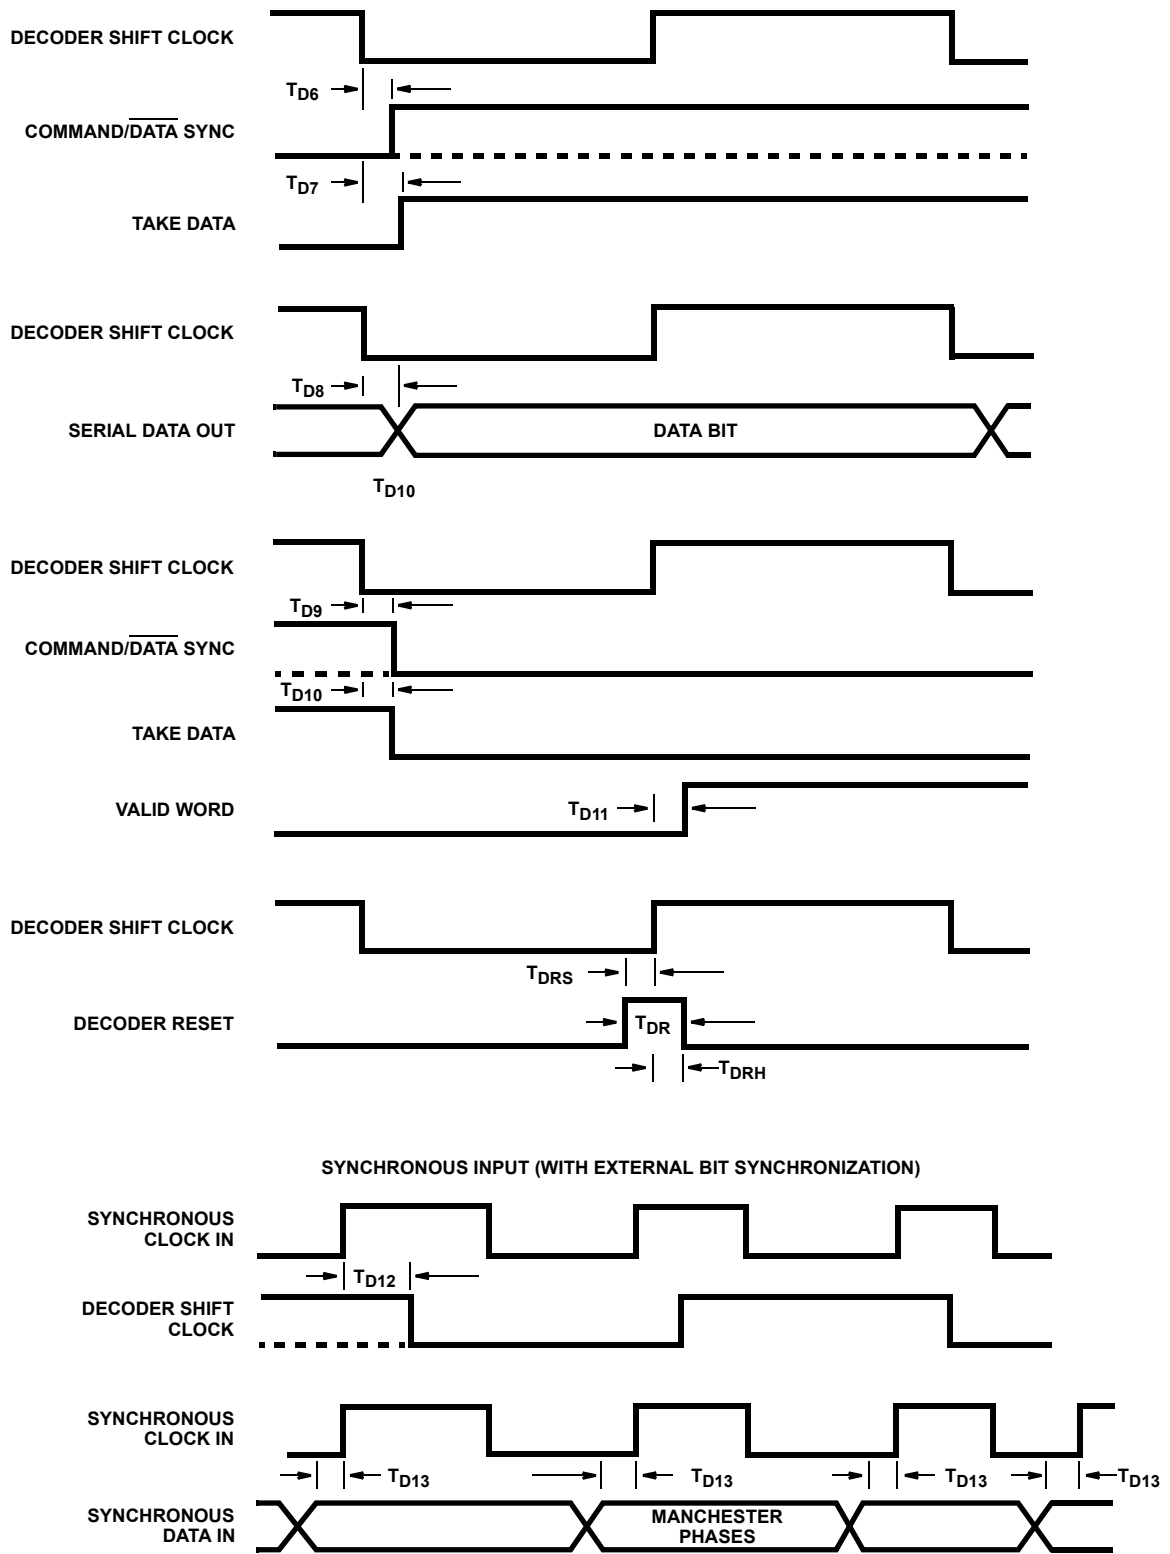 DECODER SHIFT CLOCK
TD6
COMMAND/DATA SYNC
TD7
TAKE DATA
DECODER SHIFT CLOCK
TD8
SERIAL DATA OUT
DATA BIT
TD10
DECODER SHIFT CLOCK
TD9
COMMAND/DATA SYNC
TD10
TAKE DATA
VALID WORD
TD11
DECODER SHIFT CLOCK
TDRS
DECODER RESET
TDR
TDRH
SYNCHRONOUS INPUT (WITH EXTERNAL BIT SYNCHRONIZATION)
SYNCHRONOUS
CLOCK IN
TD12
DECODER SHIFT
CLOCK
SYNCHRONOUS
CLOCK IN
TD13 TD13 TD13 TD13
SYNCHRONOUS
DATA IN
MANCHESTER
PHASES